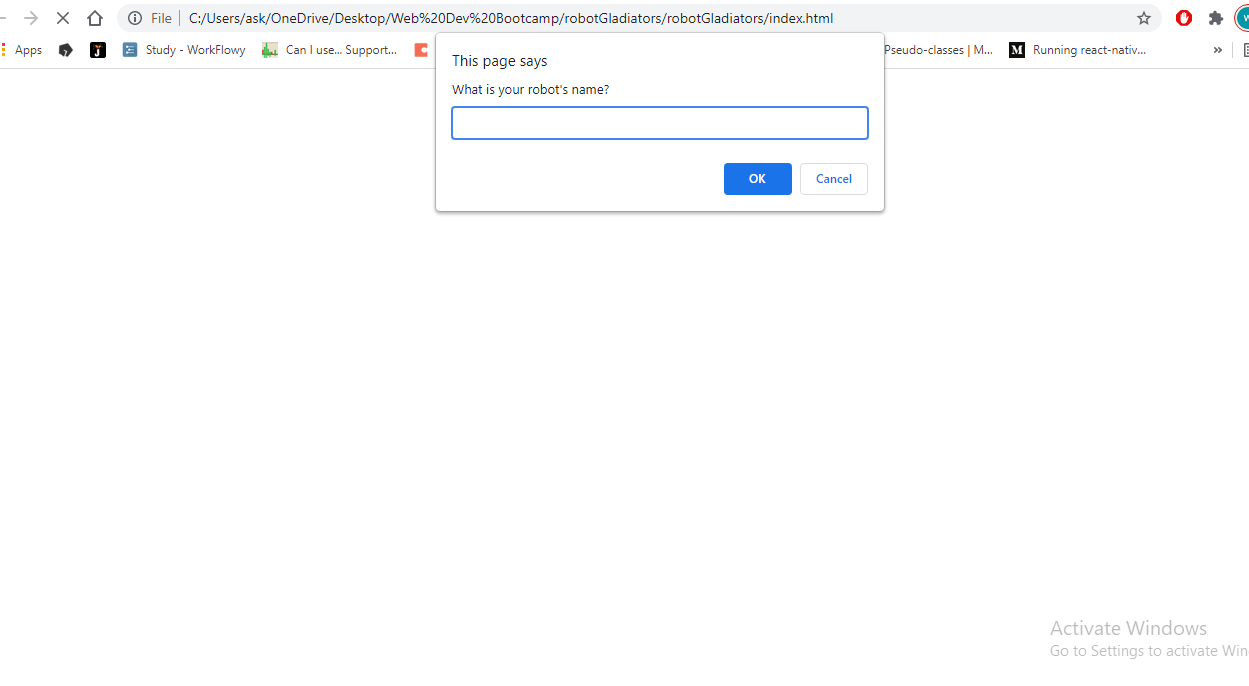 File C:/Users/ask/OneDrive/Desktop/Web%20Dev%20Bootcamp/robotGladiators/robotGladiators/index.html
Apps Study - WorkFlowy Can I use... Support... Pseudo-classes | M... M Running react-nativ... »
This page says
What is your robot's name?
OK Cancel
Activate Windows
Go to Settings to activate Win